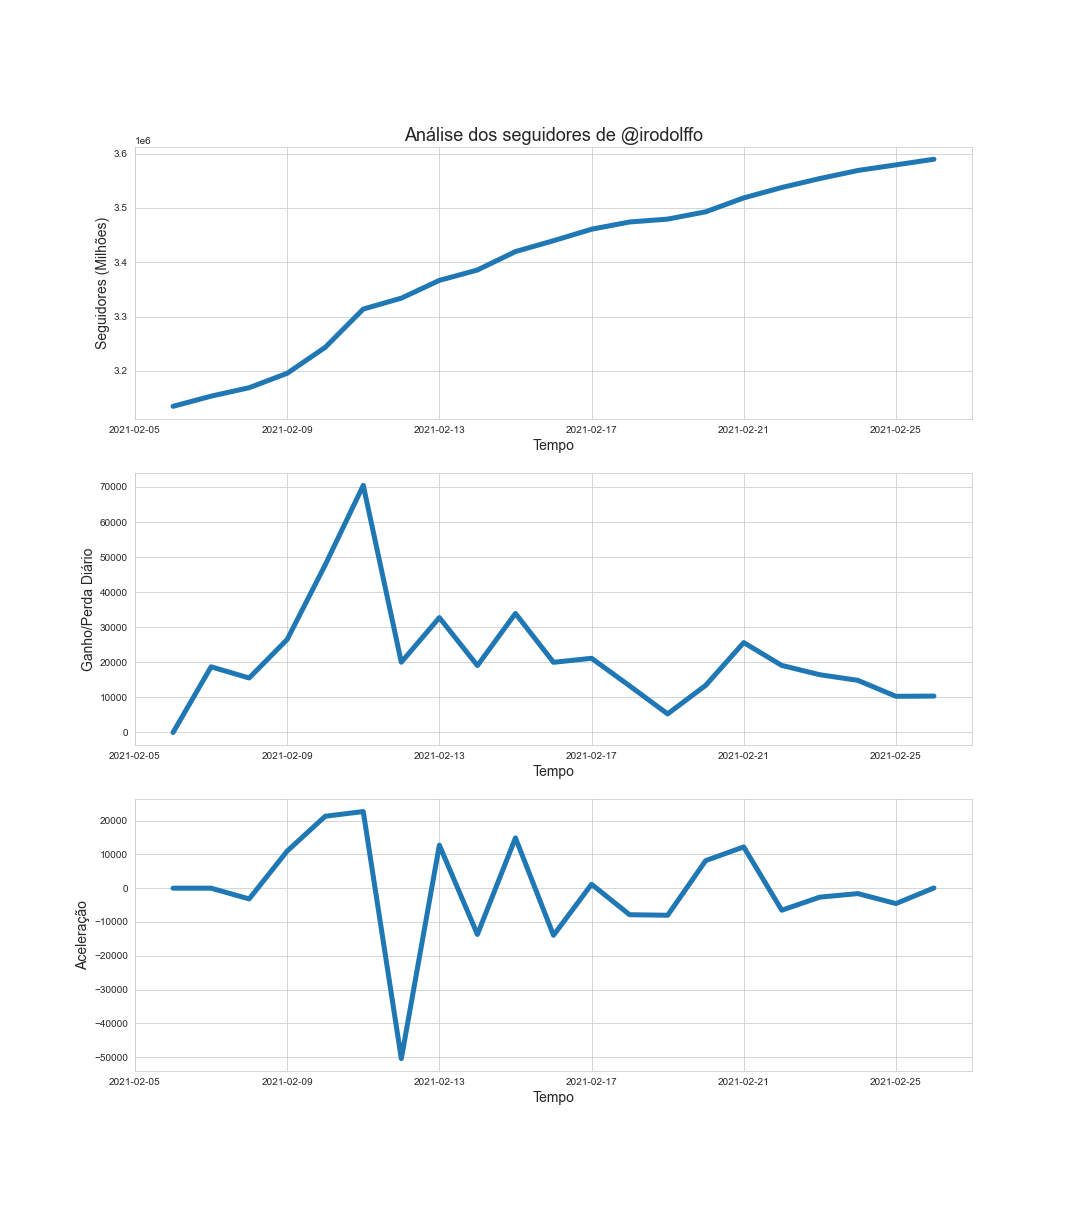 Análise dos seguidores de @irodolffo
1e6
3.6
3.5
3.4
3.3
3.2
Seguidores (Milhões)
2021-02-05 2021-02-09 2021-02-13 2021-02-17 2021-02-21 2021-02-25
Tempo
70000
60000
50000
40000
30000
20000
10000
0
Ganho/Perda Diário
2021-02-05 2021-02-09 2021-02-13 2021-02-17 2021-02-21 2021-02-25
Tempo
20000
10000
0
−10000
−20000
−30000
−40000
−50000
Aceleração
2021-02-05 2021-02-09 2021-02-13 2021-02-17 2021-02-21 2021-02-25
Tempo